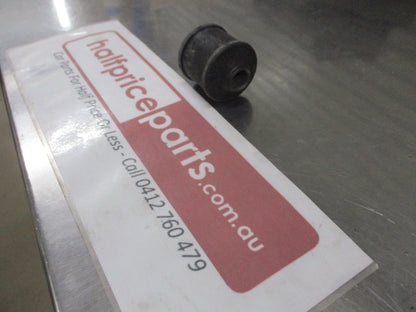 halfpriceparts.com.au
Car Parts For Half Price Or Less - Call 0412 760 479